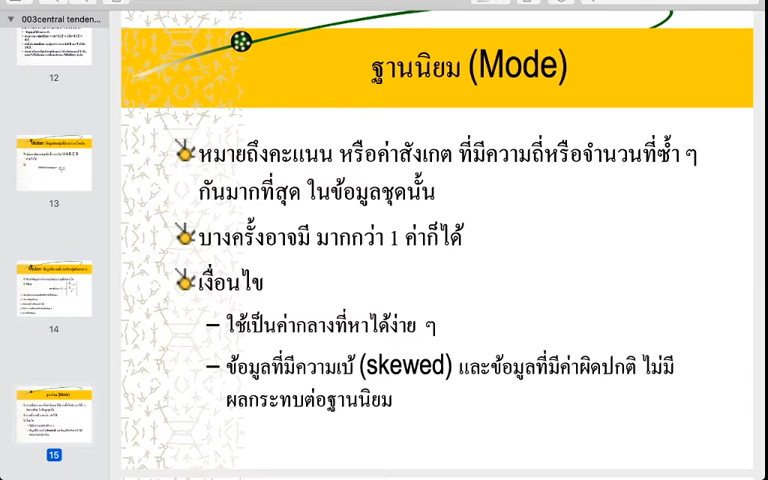 003central tenden...
12
13
14
15
ฐานนิยม (Mode)
หมายถึงคะแนน หรือค่าสังเกต ที่มีความถี่หรือจำนวนที่ซ้ำ ๆ
กันมากที่สุด ในข้อมูลชุดนั้น
บางครั้งอาจมี มากกว่า 1 ค่าก็ได้
เงื่อนไข
– ใช้เป็นค่ากลางที่หาได้ง่าย ๆ
– ข้อมูลที่มีความเบ้ (skewed) และข้อมูลที่มีค่าผิดปกติ ไม่มี
ผลกระทบต่อฐานนิยม